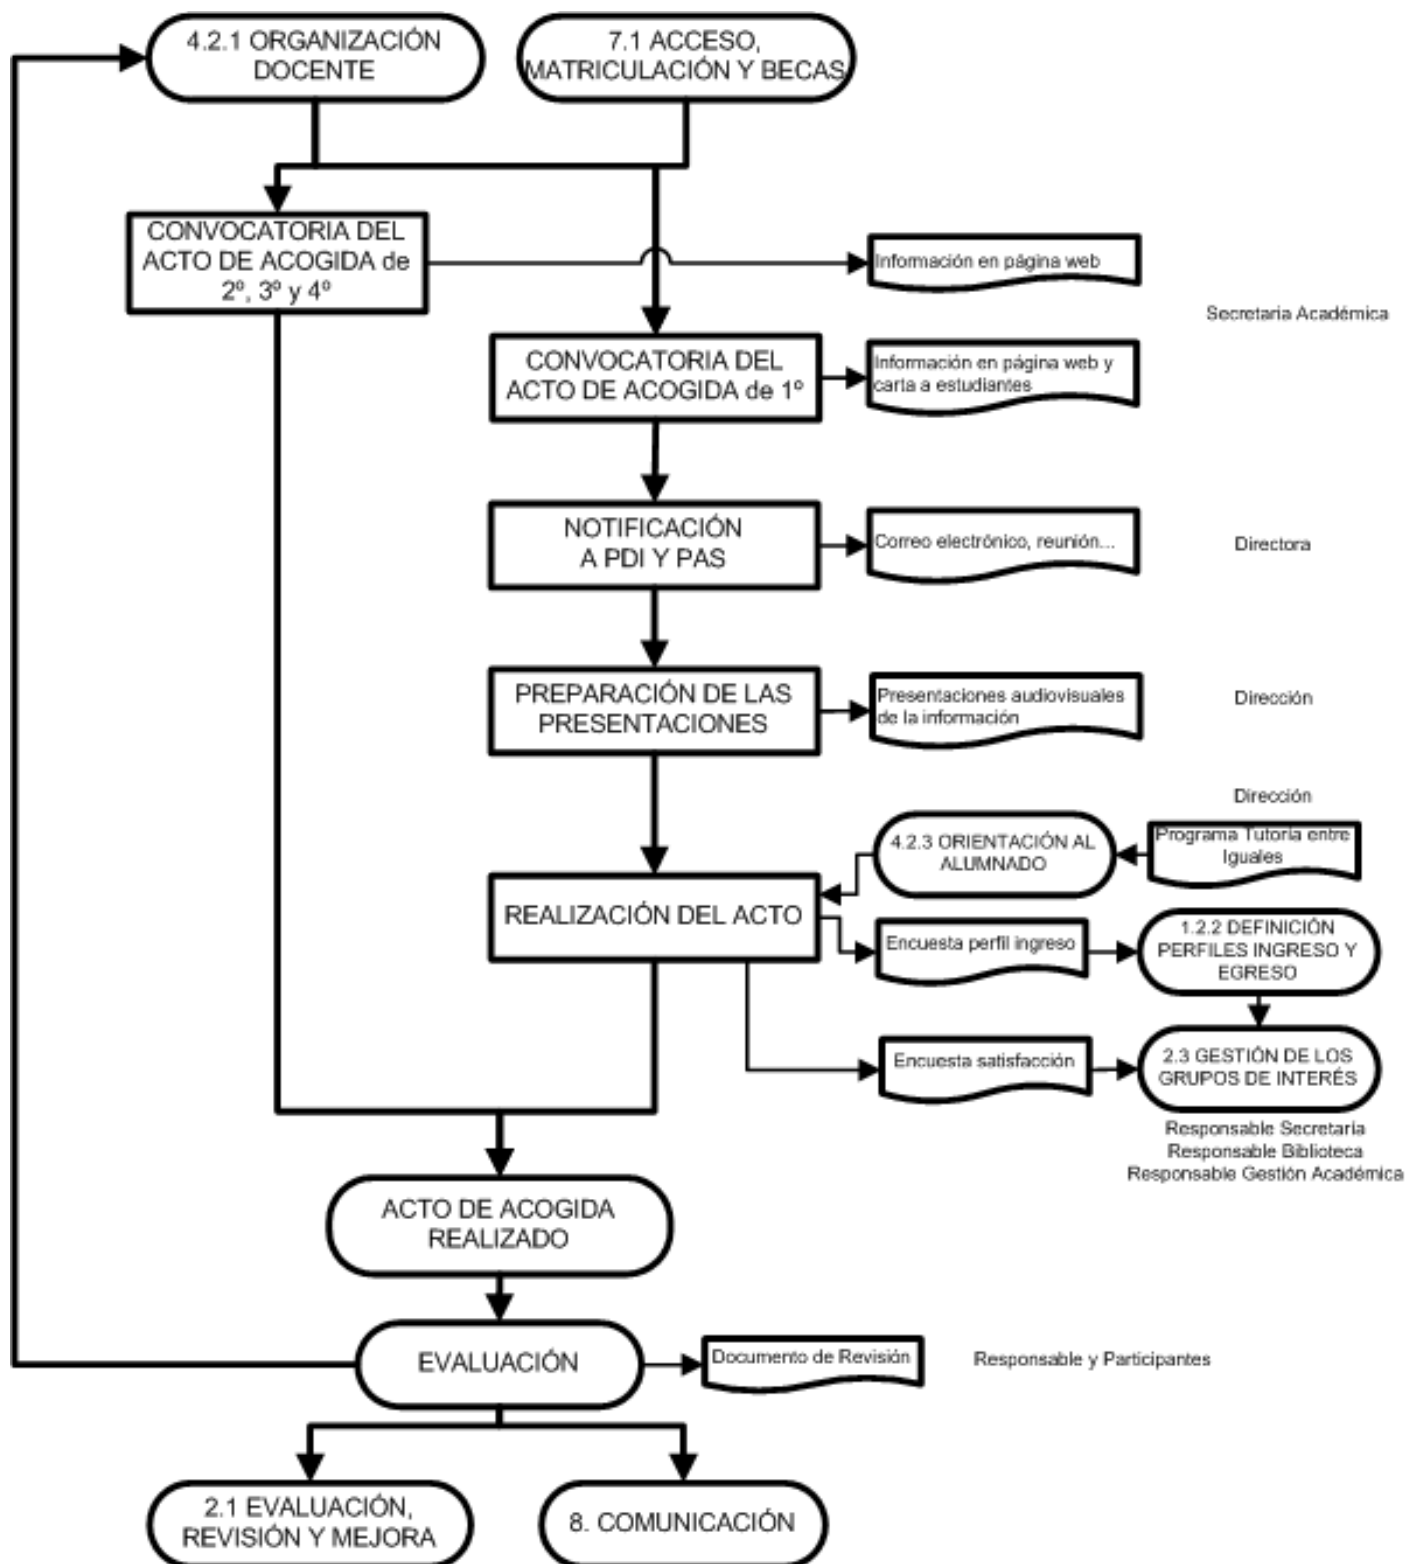 4.2.1 ORGANIZACIÓN
DOCENTE
7.1 ACCESO,
MATRICULACIÓN Y BECAS
CONVOCATORIA DEL
ACTO DE ACOGIDA de
2º, 3º y 4º
Información en página web
Secretaria Académica
CONVOCATORIA DEL
ACTO DE ACOGIDA de 1º
Información en página web y
carta a estudiantes
NOTIFICACIÓN
A PDI Y PAS
Correo electrónico, reunión...
Directora
PREPARACIÓN DE LAS
PRESENTACIONES
Presentaciones audiovisuales
de la información
Dirección
Dirección
4.2.3 ORIENTACIÓN AL
ALUMNADO
Programa Tutoría entre
Iguales
REALIZACIÓN DEL ACTO
Encuesta perfil ingreso
1.2.2 DEFINICIÓN
PERFILES INGRESO Y
EGRESO
Encuesta satisfacción
2.3 GESTIÓN DE LOS
GRUPOS DE INTERÉS
Responsable Secretaría
Responsable Biblioteca
Responsable Gestión Académica
ACTO DE ACOGIDA
REALIZADO
EVALUACIÓN
Documento de Revisión
Responsable y Participantes
2.1 EVALUACIÓN,
REVISIÓN Y MEJORA
8. COMUNICACIÓN